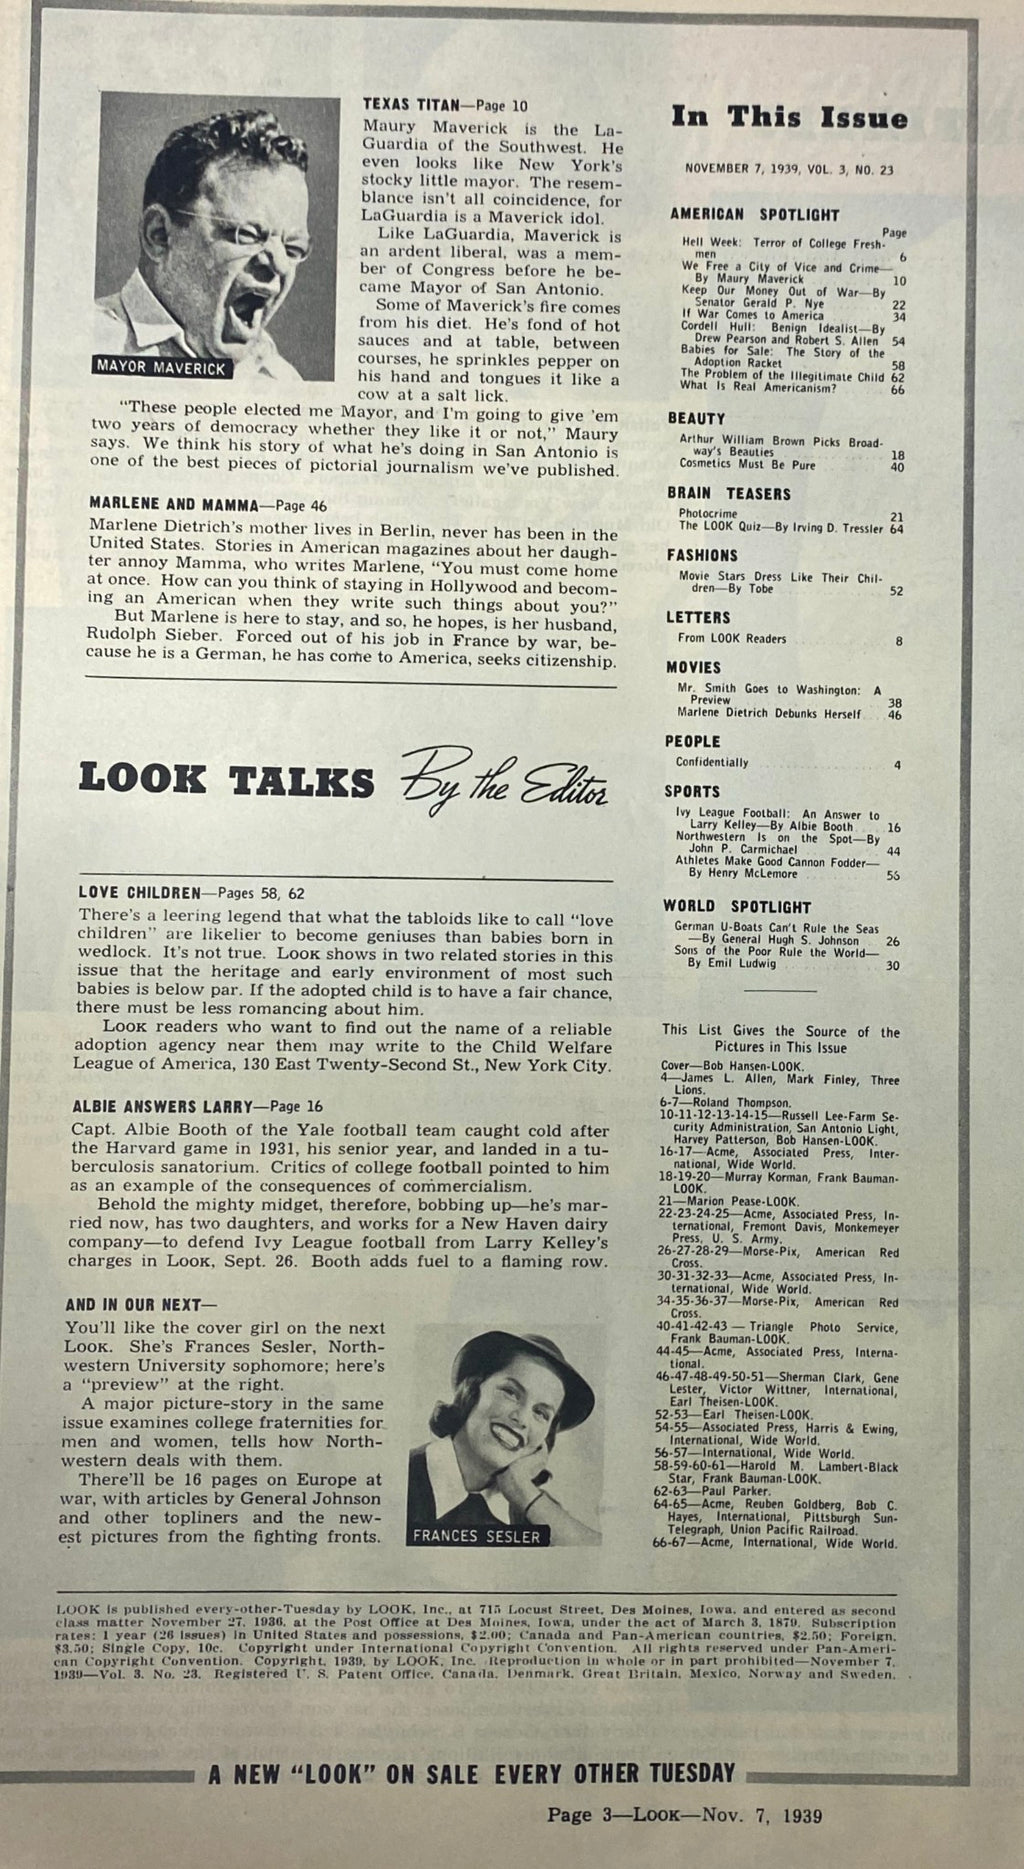 TEXAS TITAN—Page 10
Maury Maverick is the La-
Guardia of the Southwest. He
even looks like New York's
stocky little mayor. The resem-
blance isn't all coincidence, for
LaGuardia is a Maverick idol.
Like LaGuardia, Maverick is
an ardent liberal, was a mem-
ber of Congress before he be-
came Mayor of San Antonio.
Some of Maverick's fire comes
from his diet. He's fond of hot
sauces and at table, between
courses, he sprinkles pepper on
his hand and tongues it like a
cow at a salt lick.
MAYOR MAVERICK
"These people elected me Mayor, and I'm going to give 'em
two years of democracy whether they like it or not," Maury
says. We think his story of what he's doing in San Antonio is
one of the best pieces of pictorial journalism we've published.
MARLENE AND MAMMA—Page 46
Marlene Dietrich's mother lives in Berlin, never has been in the
United States. Stories in American magazines about her daugh-
ter annoy Mamma, who writes Marlene, "You must come home
at once. How can you think of staying in Hollywood and becom-
ing an American when they write such things about you?"
But Marlene is here to stay, and so, he hopes, is her husband,
Rudolph Sieber. Forced out of his job in France by war, be-
cause he is a German, he has come to America, seeks citizenship.
LOOK TALKS By the Editor
LOVE CHILDREN—Pages 58, 62
There's a leering legend that what the tabloids like to call "love
children" are likelier to become geniuses than babies born in
wedlock. It's not true. LOOK shows in two related stories in this
issue that the heritage and early environment of most such
babies is below par. If the adopted child is to have a fair chance,
there must be less romancing about him.
LOOK readers who want to find out the name of a reliable
adoption agency near them may write to the Child Welfare
League of America, 130 East Twenty-Second St., New York City.
ALBIE ANSWERS LARRY—Page 16
Capt. Albie Booth of the Yale football team caught cold after
the Harvard game in 1931, his senior year, and landed in a tu-
berculosis sanatorium. Critics of college football pointed to him
as an example of the consequences of commercialism.
Behold the mighty midget, therefore, bobbing up—he's mar-
ried now, has two daughters, and works for a New Haven dairy
company—to defend Ivy League football from Larry Kelley's
charges in LOOK, Sept. 26. Booth adds fuel to a flaming row.
AND IN OUR NEXT—
You'll like the cover girl on the next
LOOK. She's Frances Sesler, North-
western University sophomore; here's
a "preview" at the right.
A major picture-story in the same
issue examines college fraternities for
men and women, tells how North-
western deals with them.
There'll be 16 pages on Europe at
war, with articles by General Johnson
and other topliners and the new-
est pictures from the fighting fronts.
FRANCES SESLER
In This Issue
NOVEMBER 7, 1939, VOL. 3, NO. 23
AMERICAN SPOTLIGHT
Page
Hell Week: Terror of College Fresh-
men 6
We Free a City of Vice and Crime—
By Maury Maverick 10
Keep Our Money Out of War—By
Senator Gerald P. Nye 22
If War Comes to America 34
Cordell Hull: Benign Idealist—By
Drew Pearson and Robert S. Allen 54
Babies for Sale: The Story of the
Adoption Racket 58
The Problem of the Illegitimate Child 62
What Is Real Americanism? 66
BEAUTY
Arthur William Brown Picks Broad-
way's Beauties 18
Cosmetics Must Be Pure 40
BRAIN TEASERS
Photocrime 21
The LOOK Quiz—By Irving D. Tressler 64
FASHIONS
Movie Stars Dress Like Their Chil-
dren—By Tobe 52
LETTERS
From LOOK Readers 8
MOVIES
Mr. Smith Goes to Washington: A
Preview 38
Marlene Dietrich Debunks Herself 46
PEOPLE
Confidentially 4
SPORTS
Ivy League Football: An Answer to
Larry Kelley—By Albie Booth 16
Northwestern Is on the Spot—By
John P. Carmichael 44
Athletes Make Good Cannon Fodder—
By Henry McLemore 56
WORLD SPOTLIGHT
German U-Boats Can't Rule the Seas
—By General Hugh S. Johnson 26
Sons of the Poor Rule the World—
By Emil Ludwig 30
This List Gives the Source of the
Pictures in This Issue
Cover—Bob Hansen-LOOK.
4—James L. Allen, Mark Finley, Three
Lions.
6-7—Roland Thompson.
10-11-12-13-14-15—Russell Lee-Farm Se-
curity Administration, San Antonio Light,
Harvey Patterson, Bob Hansen-LOOK.
16-17—Acme, Associated Press, Inter-
national, Wide World.
18-19-20—Murray Korman, Frank Bauman-
LOOK.
21—Marion Pease-LOOK.
22-23-24-25—Acme, Associated Press, In-
ternational, Fremont Davis, Monkemeyer
Press, U. S. Army.
26-27-28-29—Morse-Pix, American Red
Cross.
30-31-32-33—Acme, Associated Press, In-
ternational, Wide World.
34-35-36-37—Morse-Pix, American Red
Cross.
40-41-42-43—Triangle Photo Service,
Frank Bauman-LOOK.
44-45—Acme, Associated Press, Interna-
tional.
46-47-48-49-50-51—Sherman Clark, Gene
Lester, Victor Wittner, International,
Earl Theisen-LOOK.
52-53—Earl Theisen-LOOK.
54-55—Associated Press, Harris & Ewing,
International, Wide World.
56-57—International, Wide World.
58-59-60-61—Harold M. Lambert-Black
Star, Frank Bauman-LOOK.
62-63—Paul Parker.
64-65—Acme, Reuben Goldberg, Bob C.
Hayes, International, Pittsburgh Sun-
Telegraph, Union Pacific Railroad.
66-67—Acme, International, Wide World.
LOOK is published every-other-Tuesday by LOOK, Inc., at 715 Locust Street, Des Moines, Iowa, and entered as second
class matter November 27, 1936, at the Post Office at Des Moines, Iowa, under the act of March 3, 1879. Subscription
rates: 1 year (26 issues) in United States and possessions, $2.00; Canada and Pan-American countries, $2.50; Foreign,
$3.50; Single Copy, 10c. Copyright under International Copyright Convention. All rights reserved under Pan-Ameri-
can Copyright Convention. Copyright, 1939, by LOOK, Inc. Reproduction in whole or in part prohibited—November 7,
1939—Vol. 3. No. 23. Registered U. S. Patent Office, Canada, Denmark, Great Britain, Mexico, Norway and Sweden.
A NEW "LOOK" ON SALE EVERY OTHER TUESDAY
Page 3—LOOK—Nov. 7, 1939